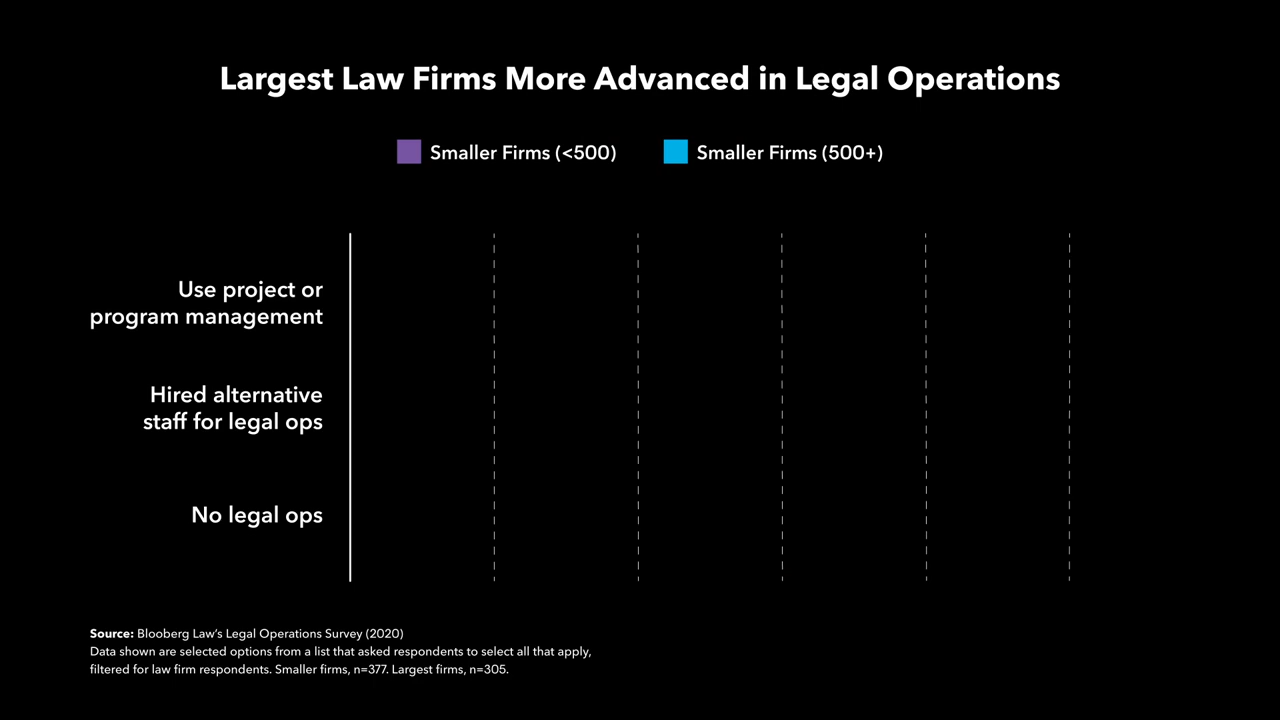 Largest Law Firms More Advanced in Legal Operations
Smaller Firms (<500)
Smaller Firms (500+)
Use project or
program management
Hired alternative
staff for legal ops
No legal ops
Source: Blooberg Law’s Legal Operations Survey (2020)
Data shown are selected options from a list that asked respondents to select all that apply,
filtered for law firm respondents. Smaller firms, n=377. Largest firms, n=305.